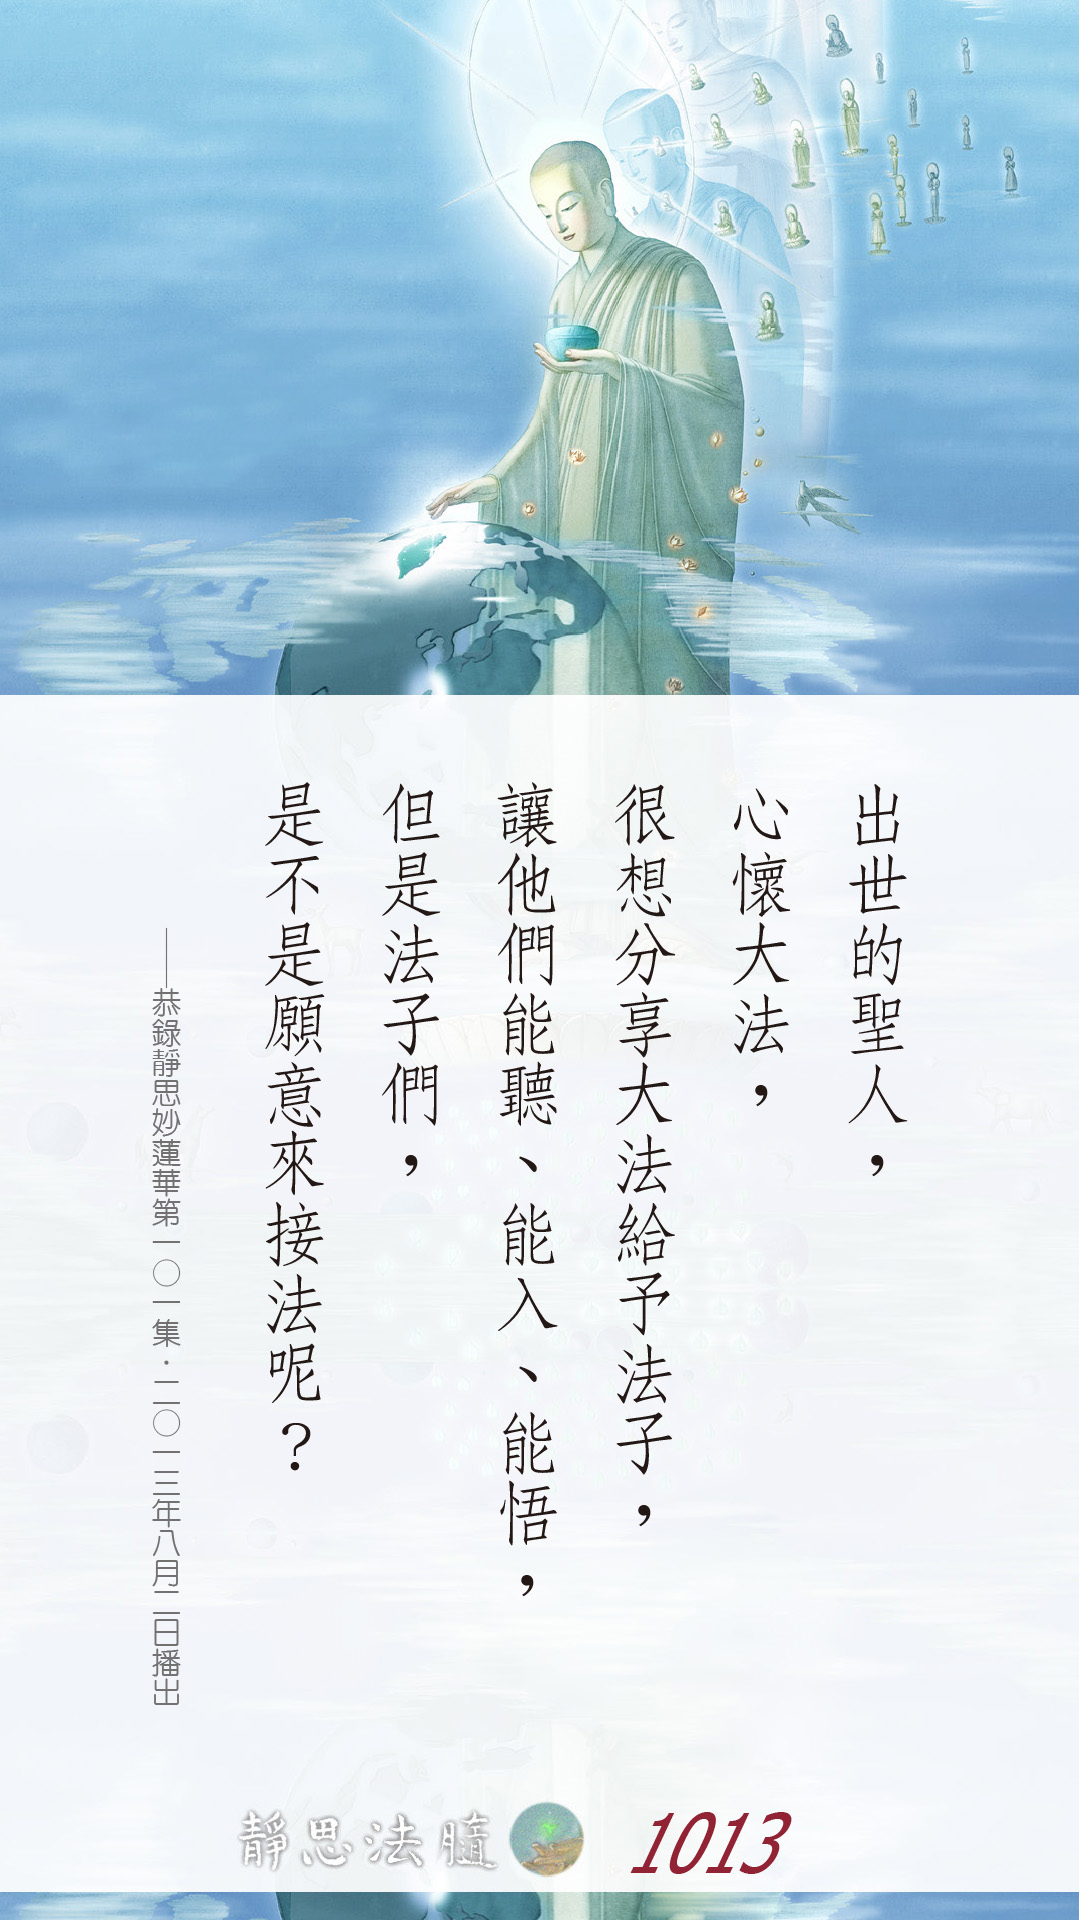 出世的聖人，
心懷大法，
很想分享大法給予法子，
讓他們能聽、能入、能悟，
但是法子們，
是不是願意來接法呢？
——恭錄靜思妙蓮華第一〇一集．二〇一三年八月二日播出
靜思法髓
1013